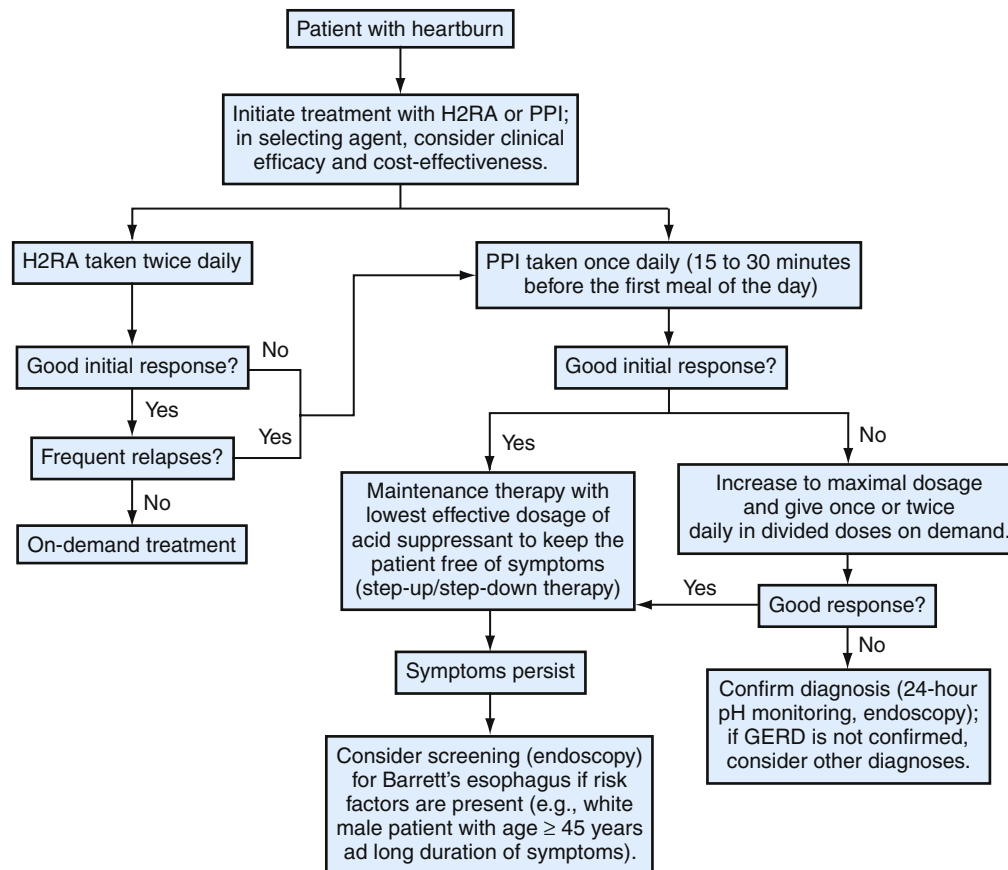 Patient with heartburn
Initiate treatment with H2RA or PPI;
in selecting agent, consider clinical
efficacy and cost-effectiveness.
H2RA taken twice daily
PPI taken once daily (15 to 30 minutes
before the first meal of the day)
Good initial response?
No
Good initial response?
Yes
Frequent relapses?
Yes
No
On-demand treatment
Yes
No
Maintenance therapy with
lowest effective dosage of
acid suppressant to keep the
patient free of symptoms
(step-up/step-down therapy)
Increase to maximal dosage
and give once or twice
daily in divided doses on demand.
Yes
Good response?
No
Symptoms persist
Confirm diagnosis (24-hour
pH monitoring, endoscopy);
if GERD is not confirmed,
consider other diagnoses.
Consider screening (endoscopy)
for Barrett's esophagus if risk
factors are present (e.g., white
male patient with age ≥ 45 years
ad long duration of symptoms).